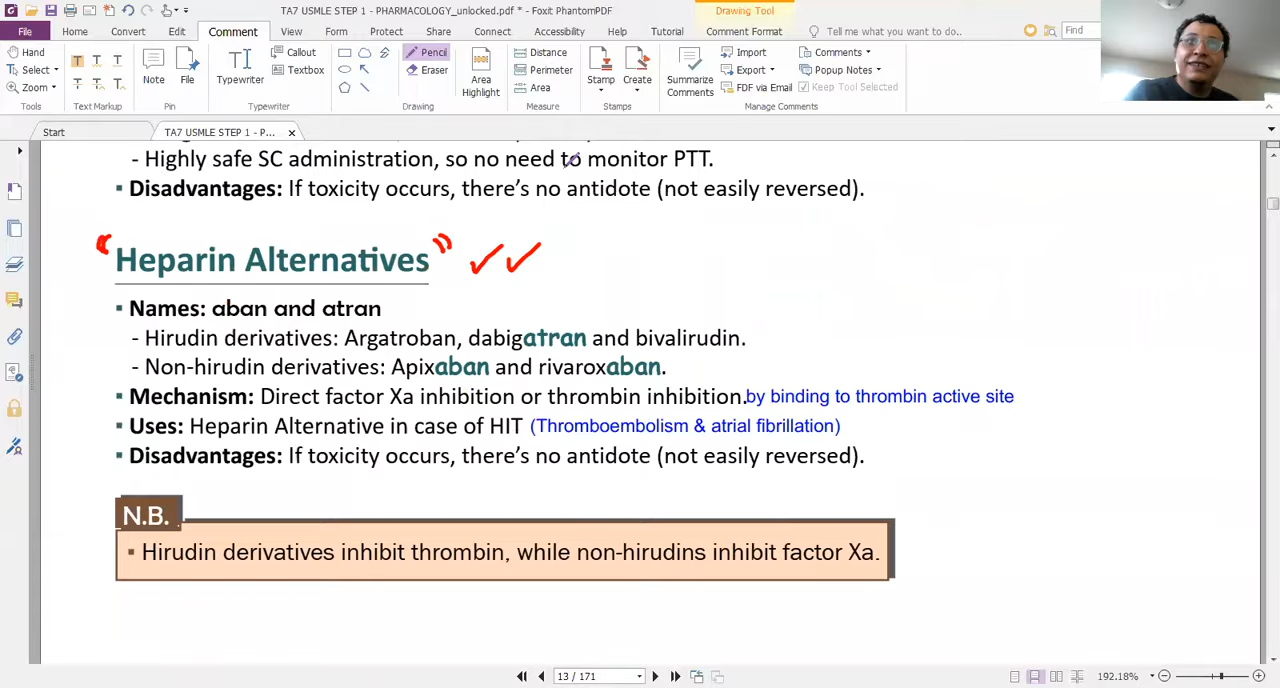 TA7 USMLE STEP 1 - PHARMACOLOGY_unlocked.pdf * - Foxit PhantomPDF
Drawing Tool
File Home Convert Edit Comment View Form Protect Share Connect Accessibility Help Tutorial Comment Format Tell me what you want to do.. Find
Hand
Select
Zoom
Tools
Text Markup
Note
File
Pin
Typewriter
Callout
Textbox
Typewriter
Pencil
Eraser
Drawing
Area Highlight
Distance
Perimeter
Area
Measure
Stamp
Create
Stamps
Summarize Comments
Import
Export
FDF via Email
Comments
Popup Notes
Keep Tool Selected
Manage Comments
Start
TA7 USMLE STEP 1 - P...
- Highly safe SC administration, so no need to monitor PTT.
▪ Disadvantages: If toxicity occurs, there's no antidote (not easily reversed).
Heparin Alternatives
▪ Names: aban and atran
- Hirudin derivatives: Argatroban, dabigatran and bivalirudin.
- Non-hirudin derivatives: Apixaban and rivaroxaban.
▪ Mechanism: Direct factor Xa inhibition or thrombin inhibition. by binding to thrombin active site
▪ Uses: Heparin Alternative in case of HIT (Thromboembolism & atrial fibrillation)
▪ Disadvantages: If toxicity occurs, there's no antidote (not easily reversed).
N.B.
▪ Hirudin derivatives inhibit thrombin, while non-hirudins inhibit factor Xa.
13 / 171
192.18%